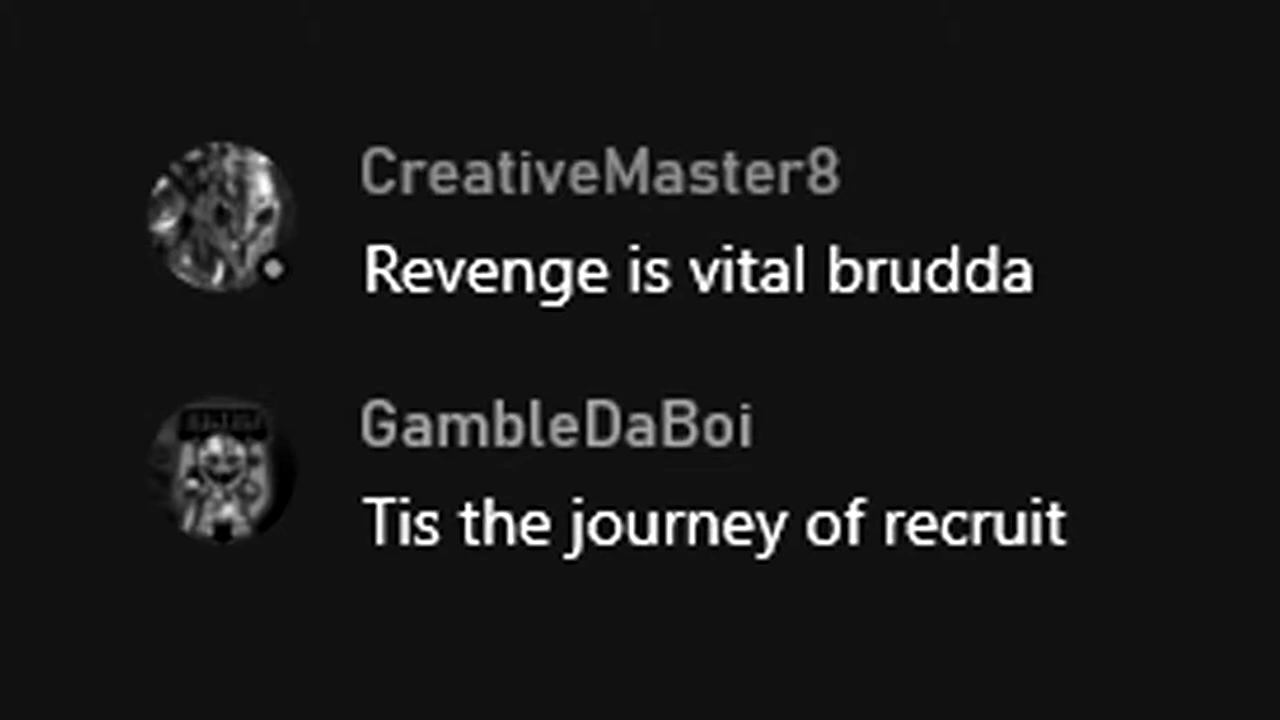 CreativeMaster8
Revenge is vital brudda
GambleDaBoi
Tis the journey of recruit